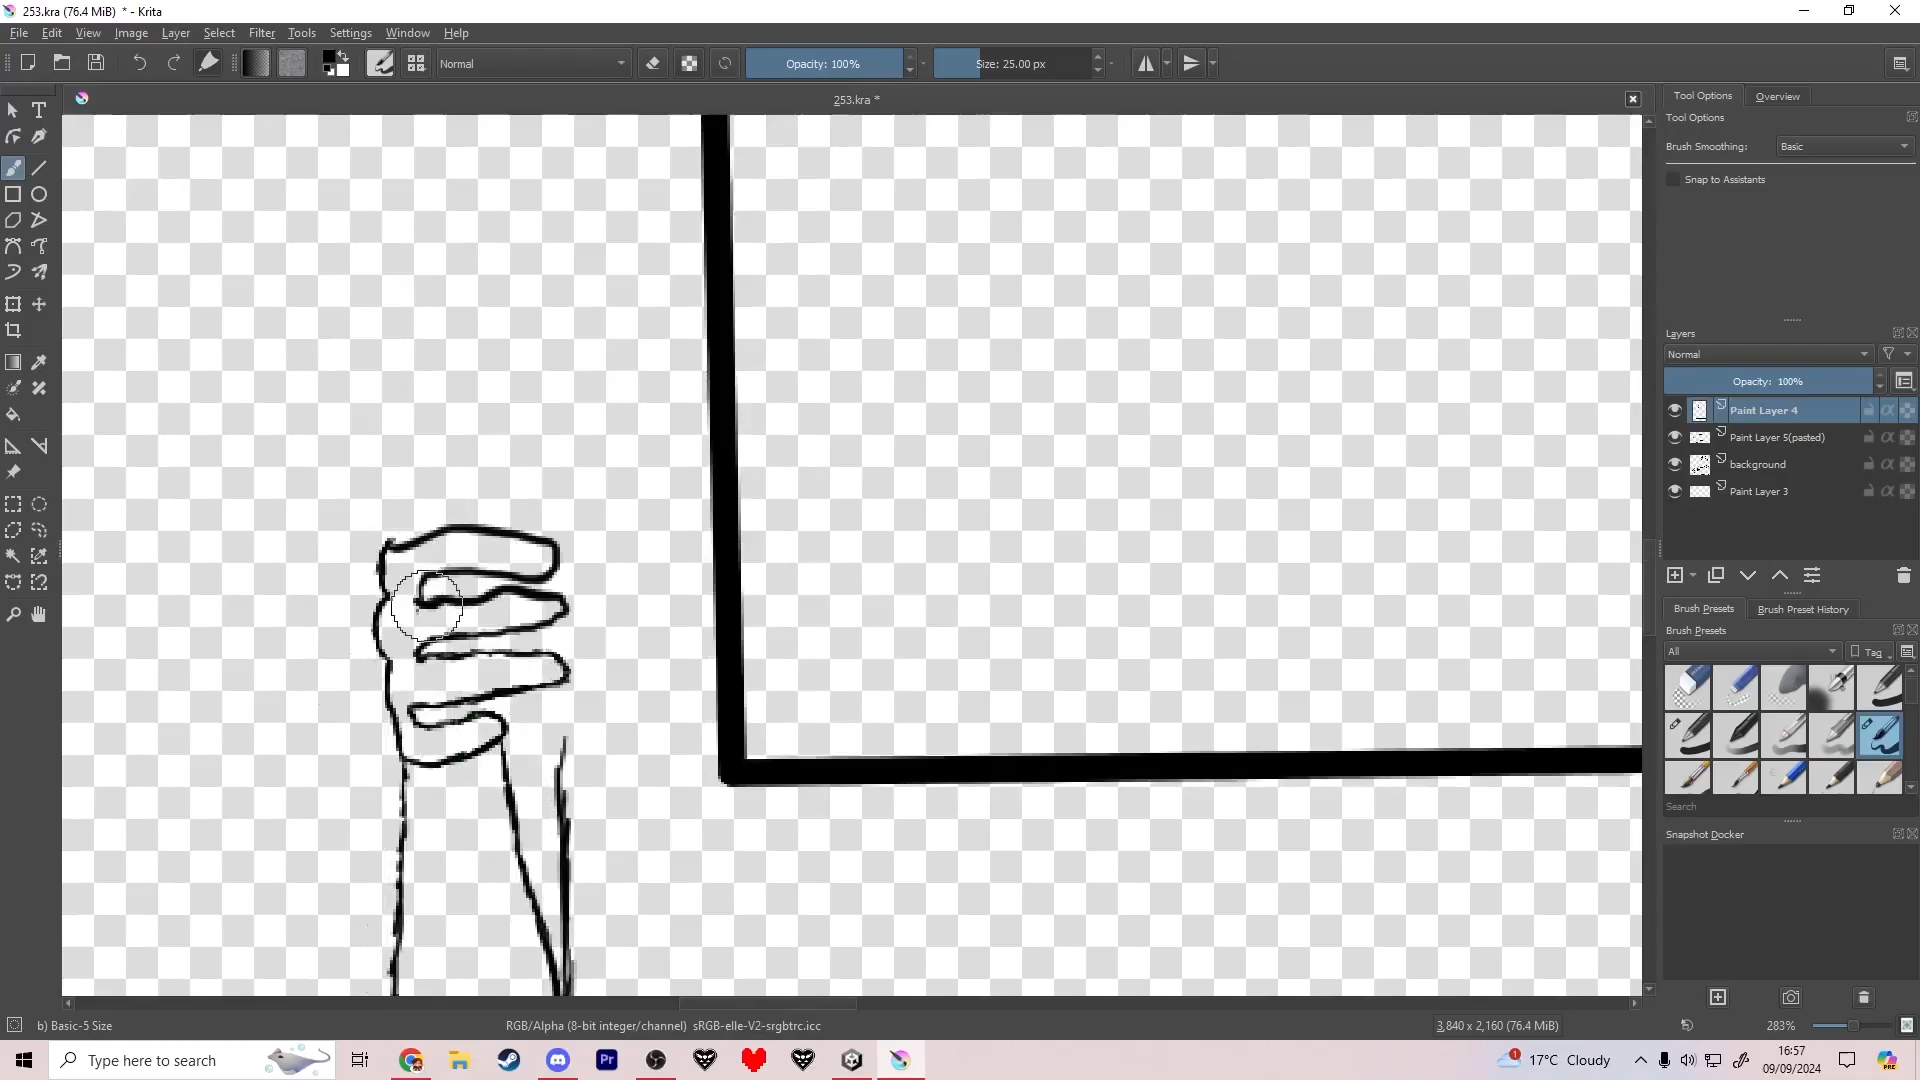 253.kra (76.4 MiB) * - Krita
File Edit View Image Layer Select Filter Tools Settings Window Help
Normal Opacity: 100% Size: 25.00 px
253.kra *
Tool Options Overview
Tool Options
Brush Smoothing: Basic
Snap to Assistants
Layers
Normal
Opacity: 100%
Paint Layer 4
Paint Layer 5(pasted)
background
Paint Layer 3
Brush Presets Brush Preset History
Brush Presets
All Tag
Search
Snapshot Docker
b) Basic-5 Size RGB/Alpha (8-bit integer/channel) sRGB-elle-V2-srgbtrc.icc 3,840 x 2,160 (76.4 MiB) 283%
Type here to search 1 17°C Cloudy 16:57
09/09/2024